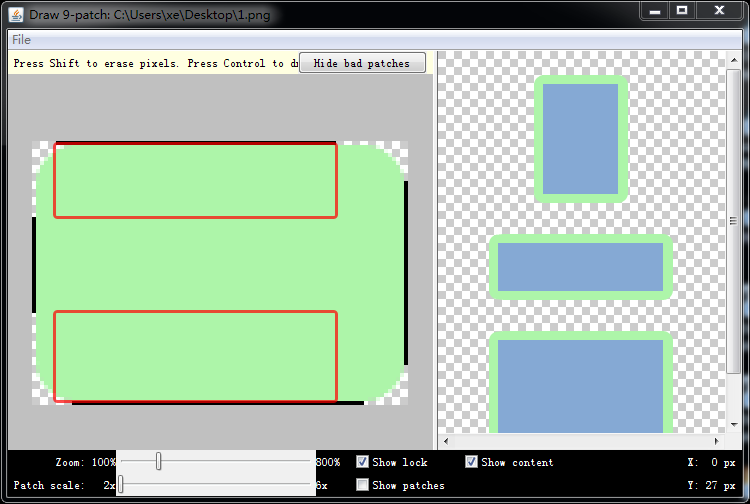 Draw 9-patch: C:\Users\xe\Desktop\1.png
File
Press Shift to erase pixels. Press Control to d
Hide bad patches
Zoom: 100% 800% Show lock Show content X: 0 px
Patch scale: 2x 6x Show patches Y: 27 px